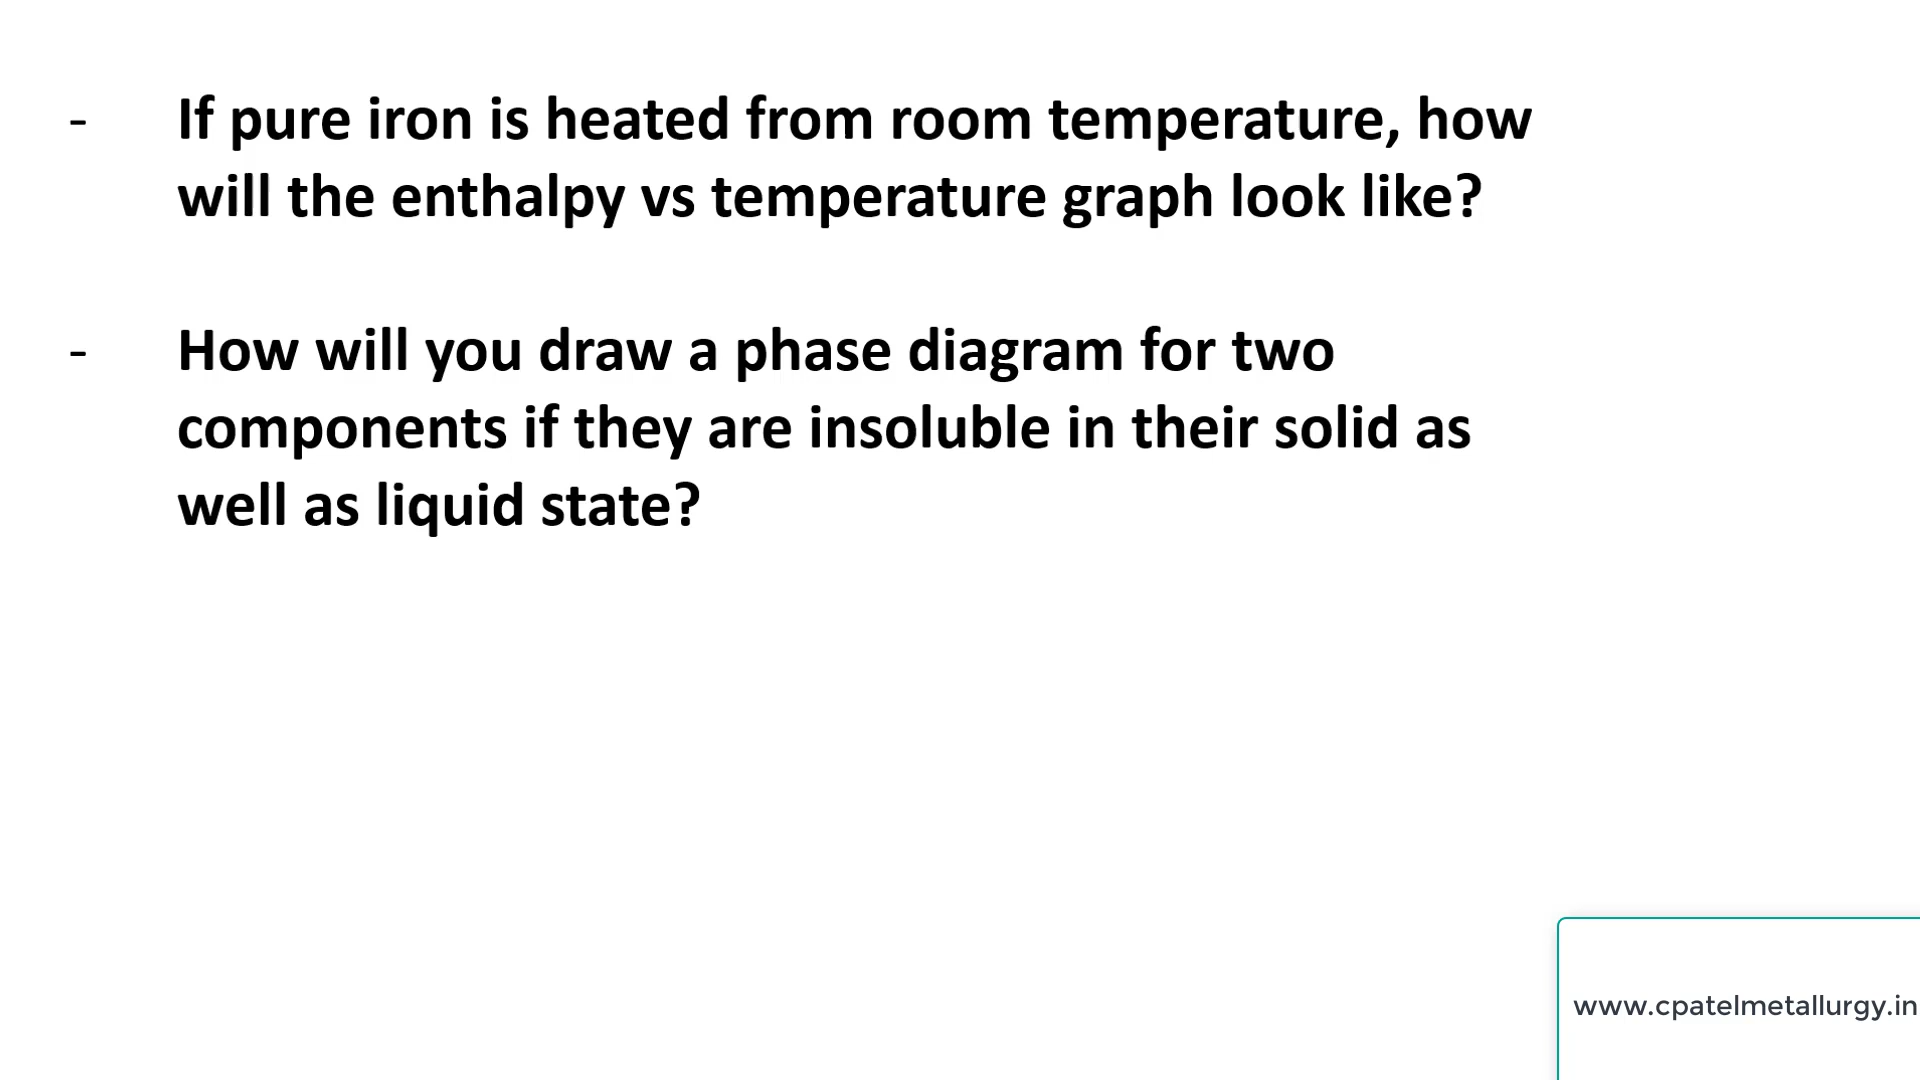 - If pure iron is heated from room temperature, how
will the enthalpy vs temperature graph look like?
- How will you draw a phase diagram for two
components if they are insoluble in their solid as
well as liquid state?
www.cpatelmetallurgy.in